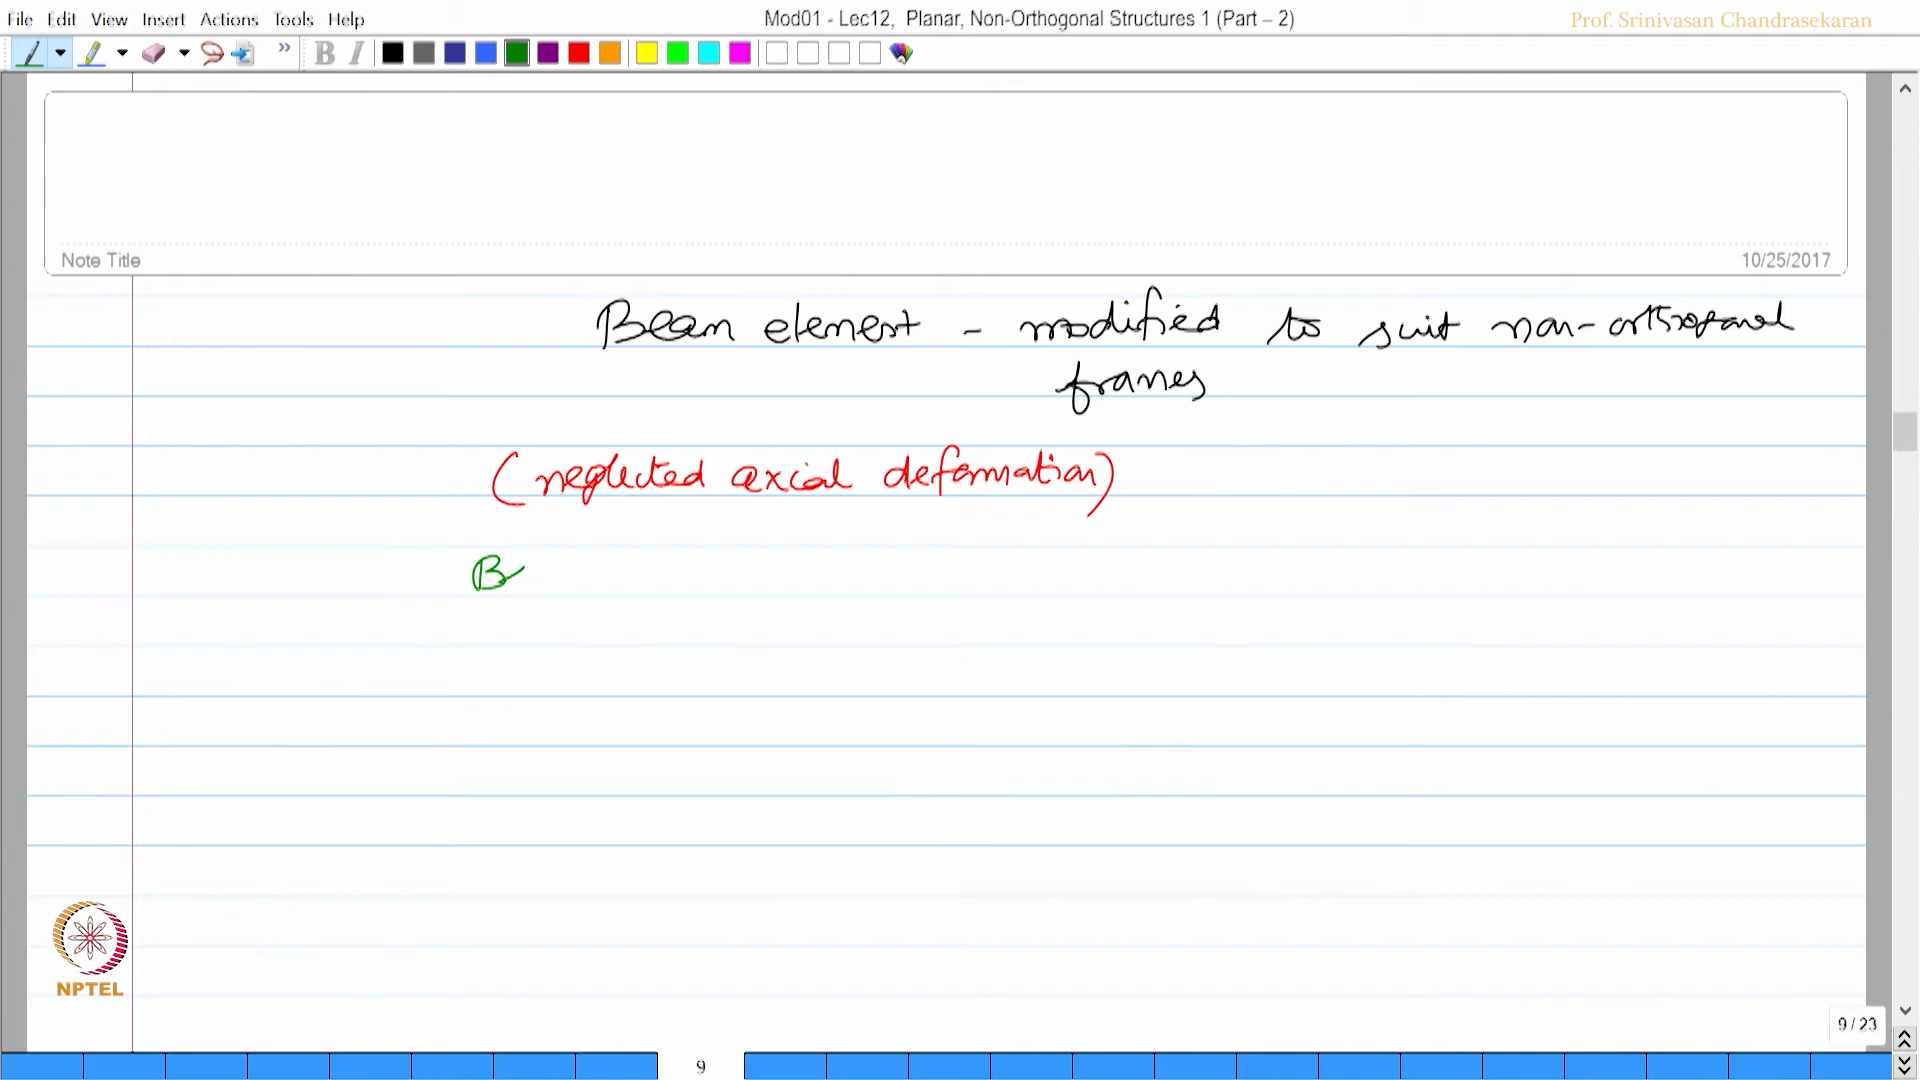 File Edit View Insert Actions Tools Help
Mod01 - Lec12, Planar, Non-Orthogonal Structures 1 (Part – 2)
Prof. Srinivasan Chandrasekaran
B I
Note Title
10/25/2017
Beam element - modified to suit non-orthogonal
frames
(neglected axial deformation)
B
NPTEL
9 / 23
9